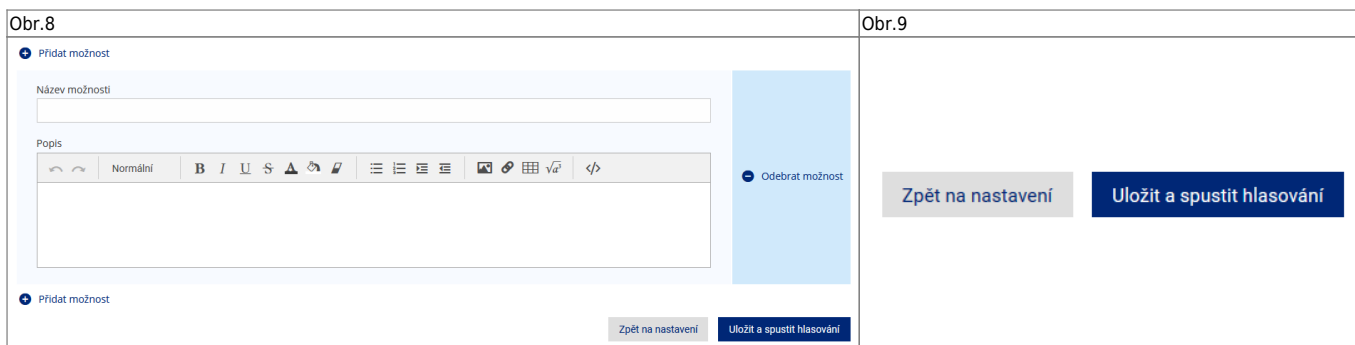 Obr.8
Obr.9
Přidat možnost
Název možnosti
Popis
Normální B I U S A √a³ </>
Odebrat možnost
Přidat možnost
Zpět na nastavení Uložit a spustit hlasování
Zpět na nastavení Uložit a spustit hlasování